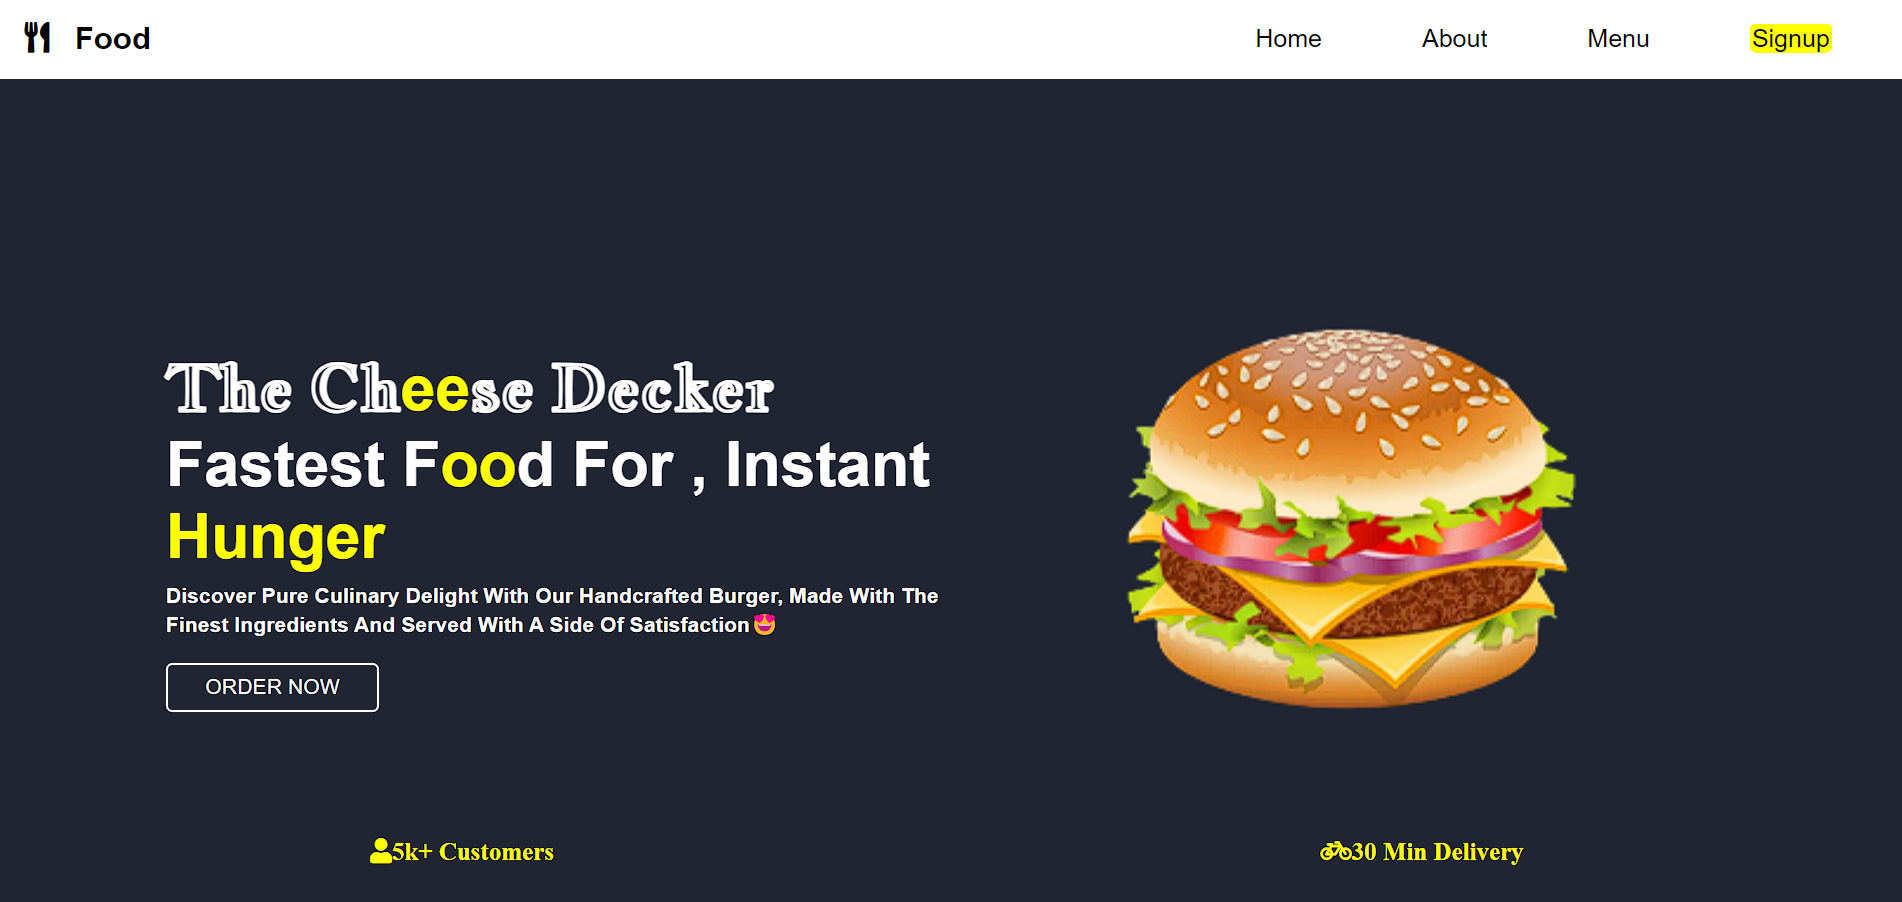 Food
Home
About
Menu
Signup
The Cheese Decker
Fastest Food For , Instant
Hunger
Discover Pure Culinary Delight With Our Handcrafted Burger, Made With The
Finest Ingredients And Served With A Side Of Satisfaction🤩
ORDER NOW
5k+ Customers
30 Min Delivery